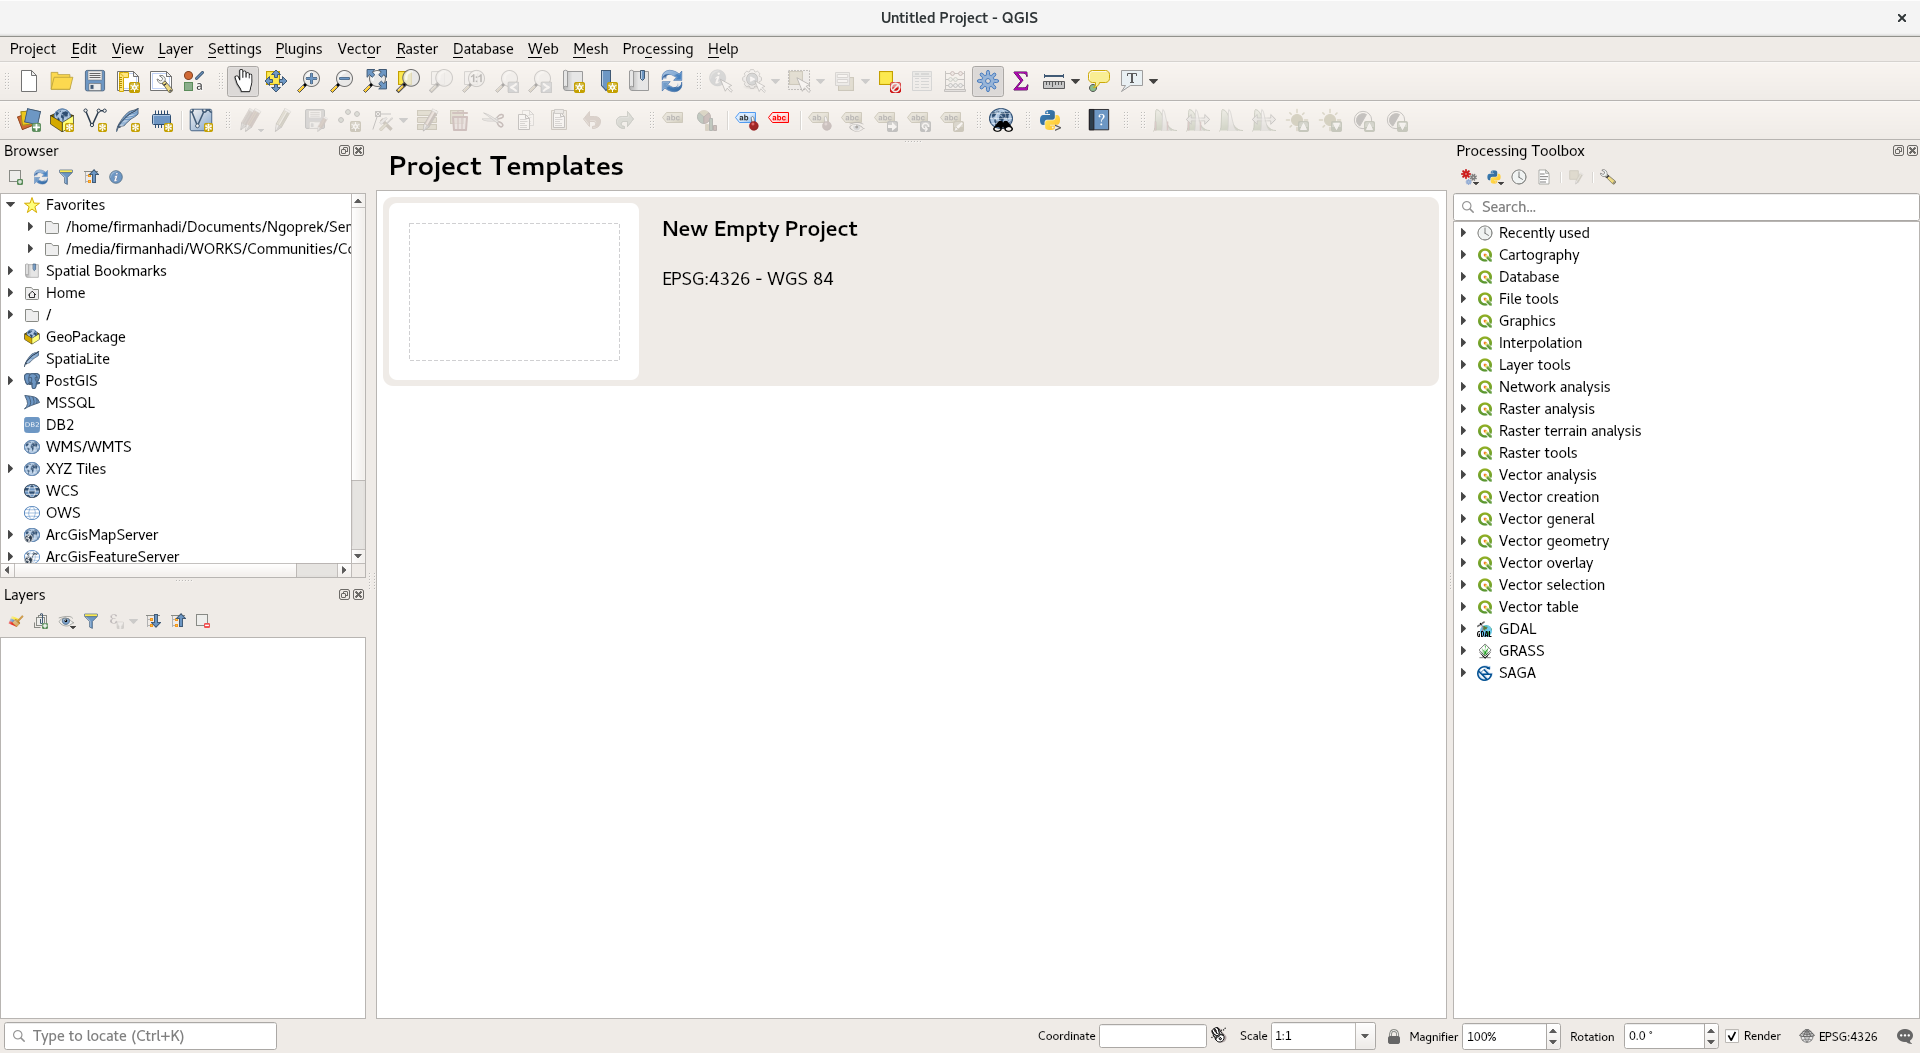 Untitled Project - QGIS
Project Edit View Layer Settings Plugins Vector Raster Database Web Mesh Processing Help
Browser
Favorites
/home/firmanhadi/Documents/Ngoprek/Ser
/media/firmanhadi/WORKS/Communities/Co
Spatial Bookmarks
Home
/
GeoPackage
SpatiaLite
PostGIS
MSSQL
DB2
WMS/WMTS
XYZ Tiles
WCS
OWS
ArcGisMapServer
ArcGisFeatureServer
Layers
Project Templates
New Empty Project
EPSG:4326 - WGS 84
Processing Toolbox
Search...
Recently used
Cartography
Database
File tools
Graphics
Interpolation
Layer tools
Network analysis
Raster analysis
Raster terrain analysis
Raster tools
Vector analysis
Vector creation
Vector general
Vector geometry
Vector overlay
Vector selection
Vector table
GDAL
GRASS
SAGA
Type to locate (Ctrl+K)
Coordinate
Scale 1:1
Magnifier 100%
Rotation 0.0 °
Render
EPSG:4326